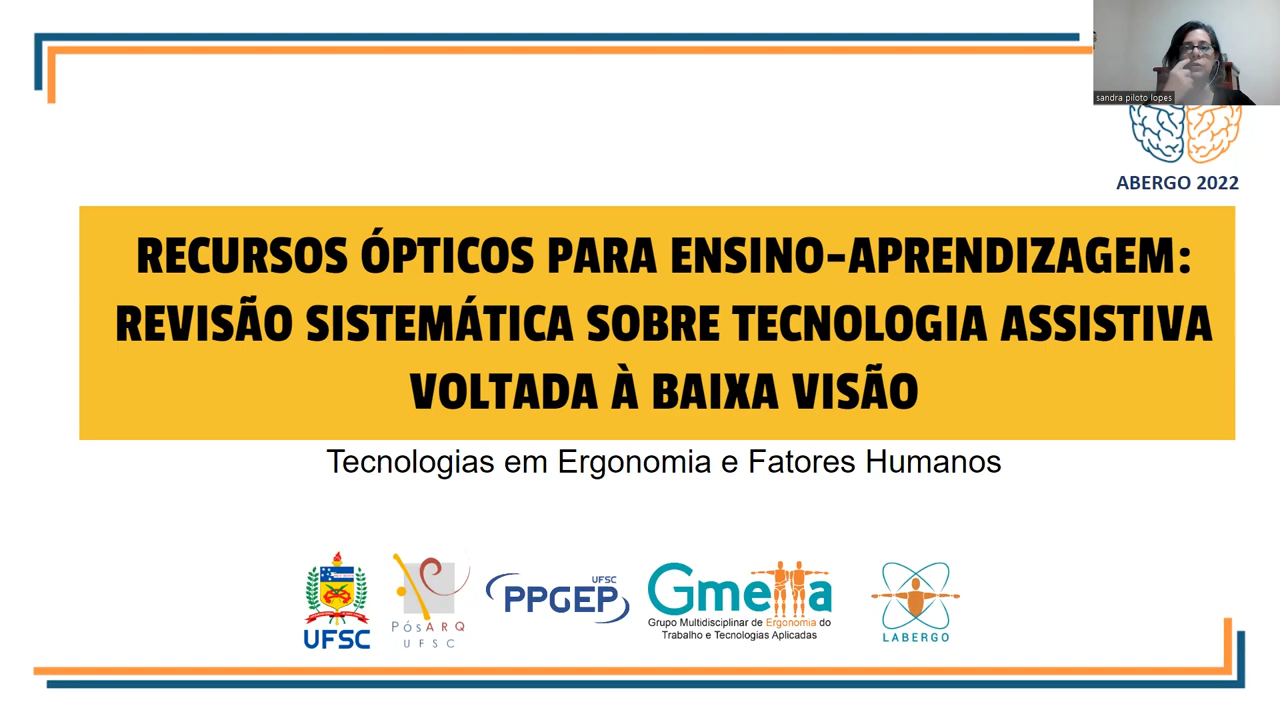 sandra piloto lopes
ABERGO 2022
RECURSOS ÓPTICOS PARA ENSINO-APRENDIZAGEM:
REVISÃO SISTEMÁTICA SOBRE TECNOLOGIA ASSISTIVA
VOLTADA À BAIXA VISÃO
Tecnologias em Ergonomia e Fatores Humanos
UFSC
PósARQ
UFSC
UFSC
PPGEP
Gmetta
Grupo Multidisciplinar de Ergonomia do
Trabalho e Tecnologias Aplicadas
LABERGO